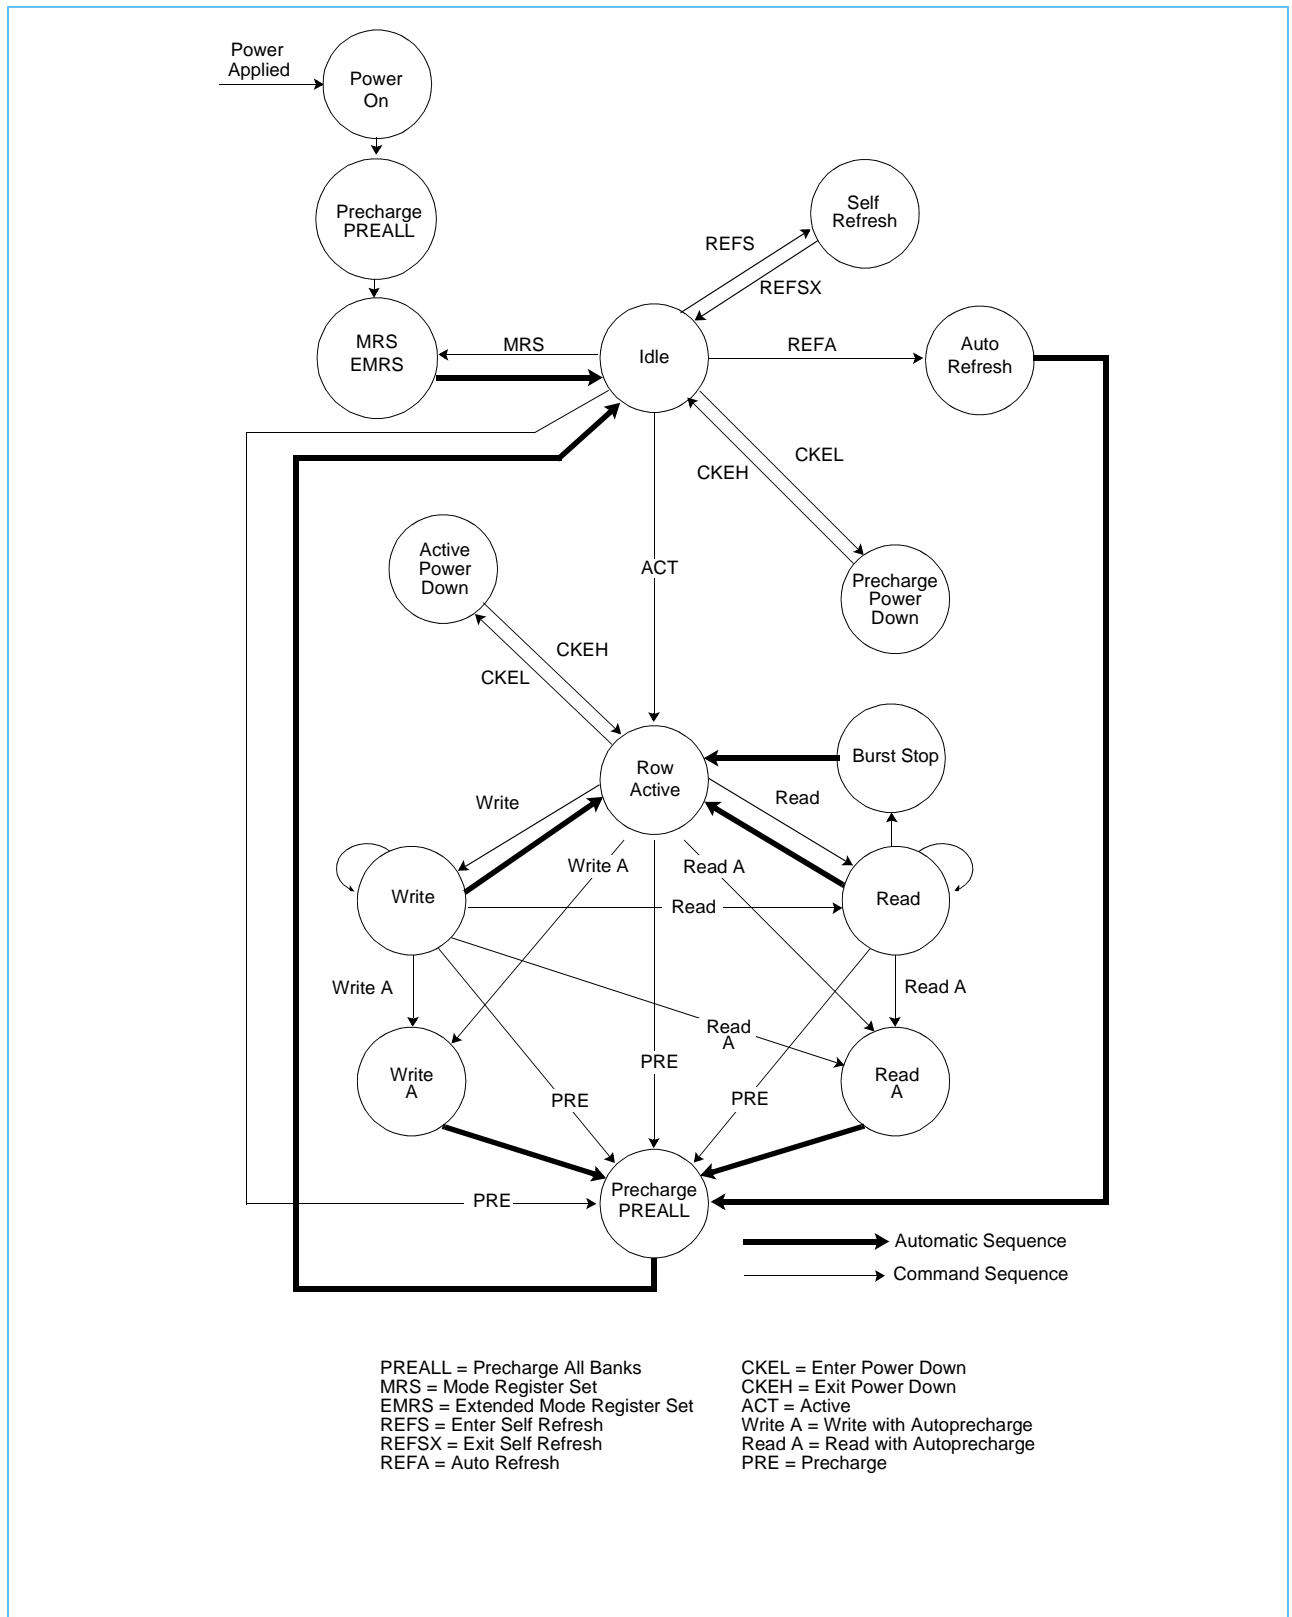 Power
Applied
Power
On
Precharge
PREALL
Self
Refresh
REFS
REFSX
MRS
EMRS
MRS
Idle
REFA
Auto
Refresh
CKEL
CKEH
Active
Power
Down
ACT
Precharge
Power
Down
CKEH
CKEL
Row
Active
Burst Stop
Write
Read
Write A
Read A
Write
Read
Read
Write A
Read A
Read
A
PRE
Write
A
Read
A
PRE
PRE
Precharge
PREALL
PRE
Automatic Sequence
Command Sequence
PREALL = Precharge All Banks
MRS = Mode Register Set
EMRS = Extended Mode Register Set
REFS = Enter Self Refresh
REFSX = Exit Self Refresh
REFA = Auto Refresh
CKEL = Enter Power Down
CKEH = Exit Power Down
ACT = Active
Write A = Write with Autoprecharge
Read A = Read with Autoprecharge
PRE = Precharge